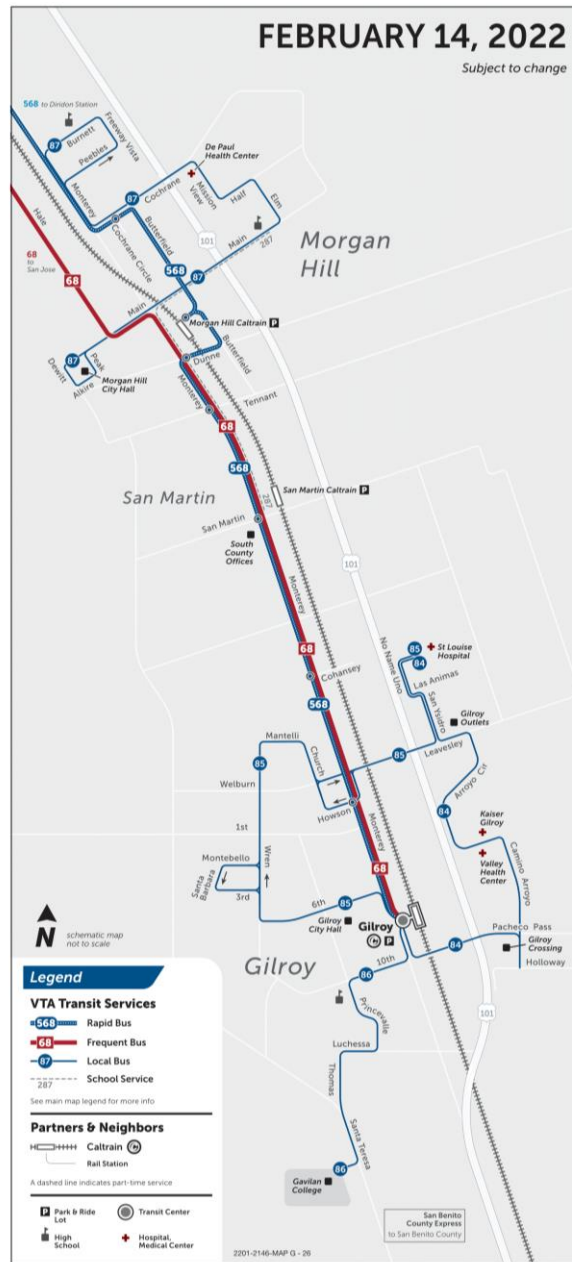 FEBRUARY 14, 2022
Subject to change
568 to Diridon Station
87
Burnett
Freeway Vista
Peebles
De Paul
Health Center
Monterey
87
Cochrane
Mission
View
Half
Elm
Hale
Cochrane Circle
Butterfield
568
Main
287
101
Morgan
Hill
68
to
San Jose
68
87
Main
Morgan Hill Caltrain P
Butterfield
87
Peak
Dewitt
Alkire
Morgan Hill
City Hall
Dunne
Monterey
Tennant
68
568
San Martin
287
San Martin Caltrain P
San Martin
South
County
Offices
Monterey
101
68
Cohansey
568
No Name Uno
85
84
St Louise
Hospital
Las Animas
San Ysidro
Gilroy
Outlets
Mantelli
85
Church
85
Leavesley
Welburn
Arroyo Cir
84
Howson
Monterey
1st
Kaiser
Gilroy
Valley
Health
Center
Camino Arroyo
Montebello
Wren
68
Santa
Barbara
3rd
6th
85
Gilroy
City Hall
Gilroy
P
Pacheco Pass
84
Gilroy
Crossing
Holloway
N
schematic map
not to scale
Gilroy
10th
86
Princevalle
101
Luchessa
Thomas
Santa Teresa
86
Gavilan
College
San Benito
County Express
to San Benito County
Legend
VTA Transit Services
568 Rapid Bus
68 Frequent Bus
87 Local Bus
287 School Service
See main map legend for more info
Partners & Neighbors
Caltrain
Rail Station
A dashed line indicates part-time service
P Park & Ride
Lot
Transit Center
High
School
Hospital,
Medical Center
2201-2146-MAP G - 26